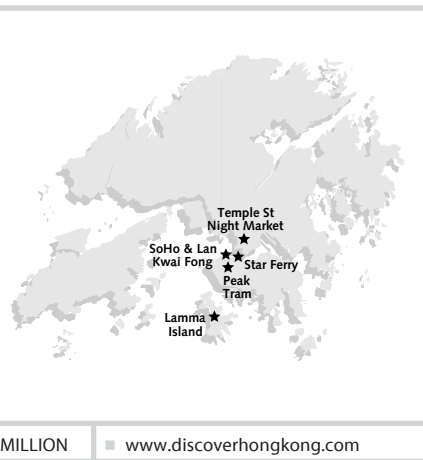 Temple St
Night Market
SoHo & Lan
Kwai Fong
Star Ferry
Peak
Tram
Lamma
Island
MILLION
www.discoverhongkong.com